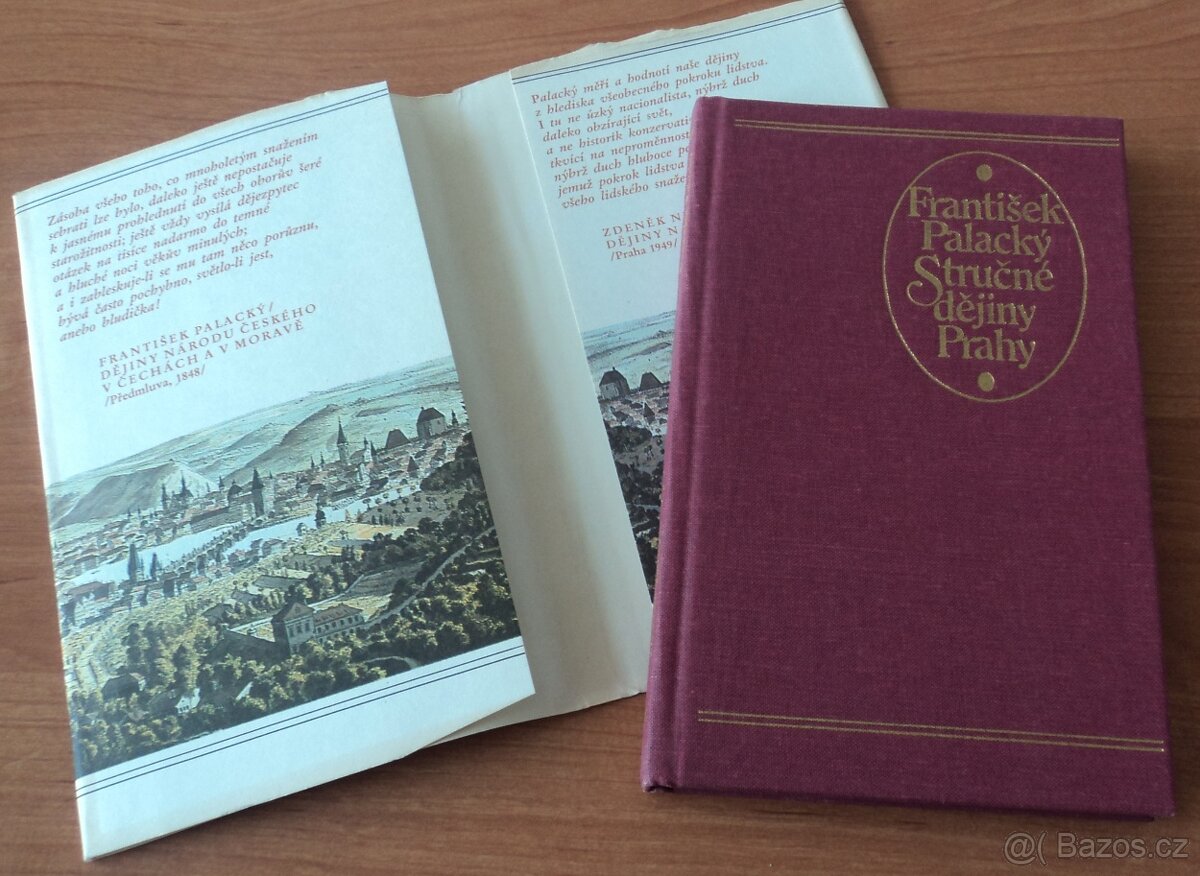 Zásoba všeho toho, co mnoholetým snažením
sebrati lze bylo, daleko ještě nepostačuje
k jasnému prohlednutí do všech oborův šeré
starožitnosti; ještě vždy vysílá dějezpytec
otázek na tisíce nadarmo do temné
a hluché noci věkův minulých;
a i zableskuje-li se mu tam něco porůznu,
bývá často pochybno, světlo-li jest,
anebo bludička!
FRANTIŠEK PALACKÝ/
DĚJINY NÁRODU ČESKÉHO
V ČECHÁCH A V MORAVĚ
/Předmluva, 1848/
Palacký měří a hodnotí naše dějiny
z hlediska všeobecného pokroku lidstva.
I tu ne úzký nacionalista, nýbrž duch
daleko obzírající svět,
a ne historik konzervati
tkvící na neproměnnost
nýbrž duch hluboce po
jemuž pokrok lidstva
všeho lidského snaže
ZDENĚK N
DĚJINY N
/Praha 1949/
František
Palacký
Stručné
dějiny
Prahy
@( Bazos.cz